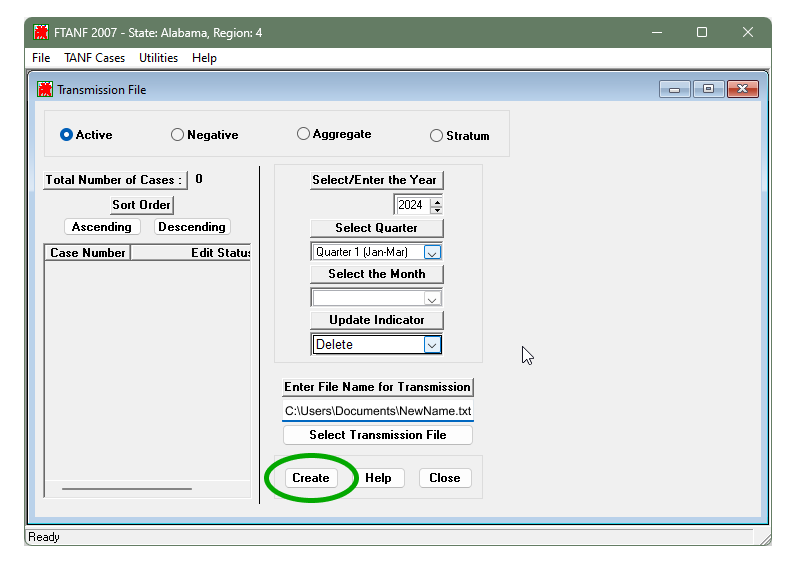 FTANF 2007 - State: Alabama, Region: 4
File TANF Cases Utilities Help
Transmission File
Active Negative Aggregate Stratum
Total Number of Cases : 0
Sort Order
Ascending Descending
Case Number Edit Status
Select/Enter the Year
2024
Select Quarter
Quarter 1 (Jan-Mar)
Select the Month
Update Indicator
Delete
Enter File Name for Transmission
C:\Users\Documents\NewName.txt
Select Transmission File
Create Help Close
Ready